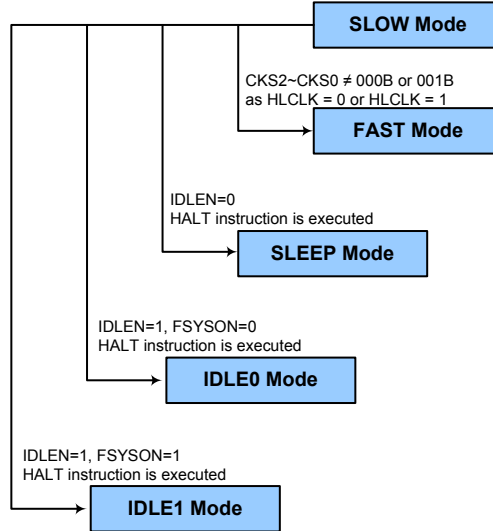 SLOW Mode
CKS2~CKS0 ≠ 000B or 001B
as HLCLK = 0 or HLCLK = 1
FAST Mode
IDLEN=0
HALT instruction is executed
SLEEP Mode
IDLEN=1, FSYSON=0
HALT instruction is executed
IDLE0 Mode
IDLEN=1, FSYSON=1
HALT instruction is executed
IDLE1 Mode